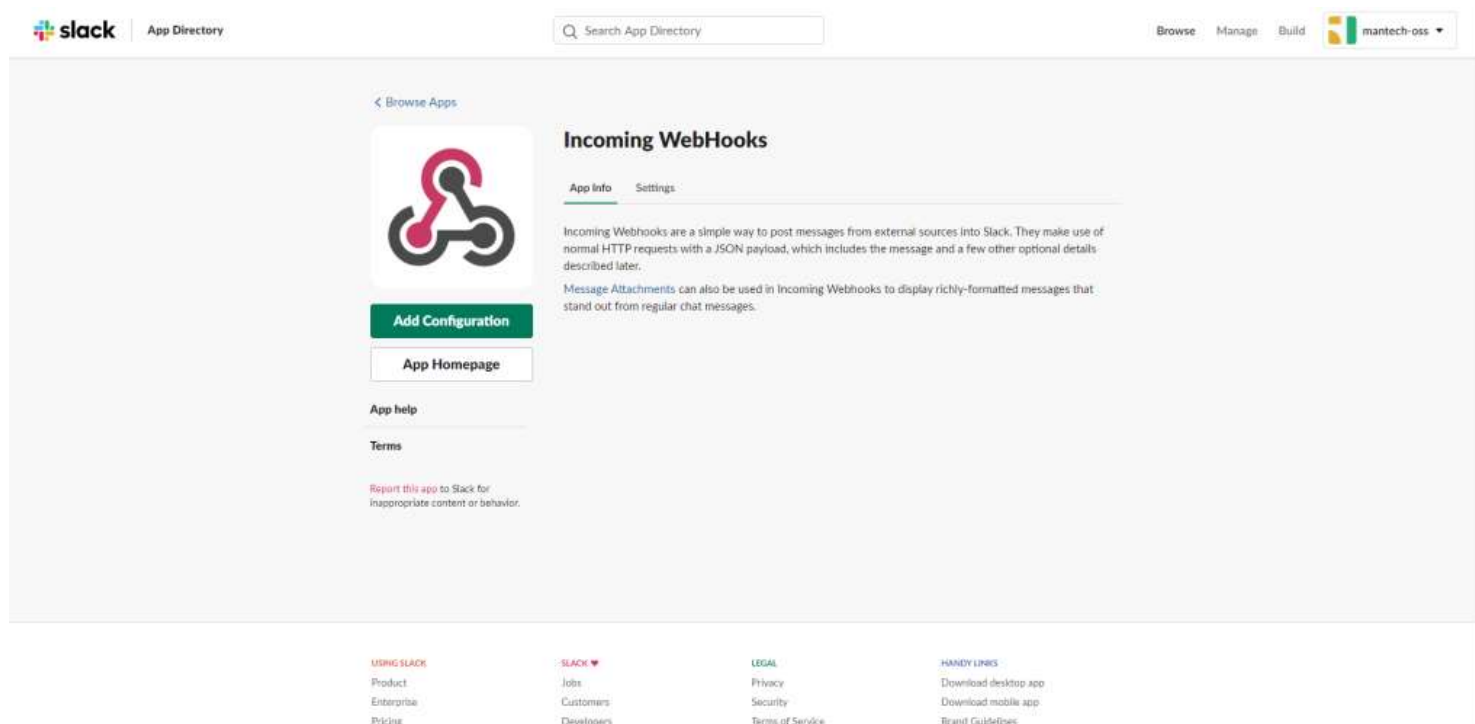 slack App Directory
Search App Directory
Browse Manage Build mantech-oss
Browse Apps
Incoming WebHooks
App Info Settings
Incoming Webhooks are a simple way to post messages from external sources into Slack. They make use of
normal HTTP requests with a JSON payload, which includes the message and a few other optional details
described later.
Message Attachments can also be used in Incoming Webhooks to display richly-formatted messages that
stand out from regular chat messages.
Add Configuration
App Homepage
App help
Terms
Report this app to Slack for
inappropriate content or behavior.
USING SLACK
Product
Enterprise
Pricing
SLACK ♥
Jobs
Customers
Developers
LEGAL
Privacy
Security
Terms of Service
HANDY LINKS
Download desktop app
Download mobile app
Brand Guidelines